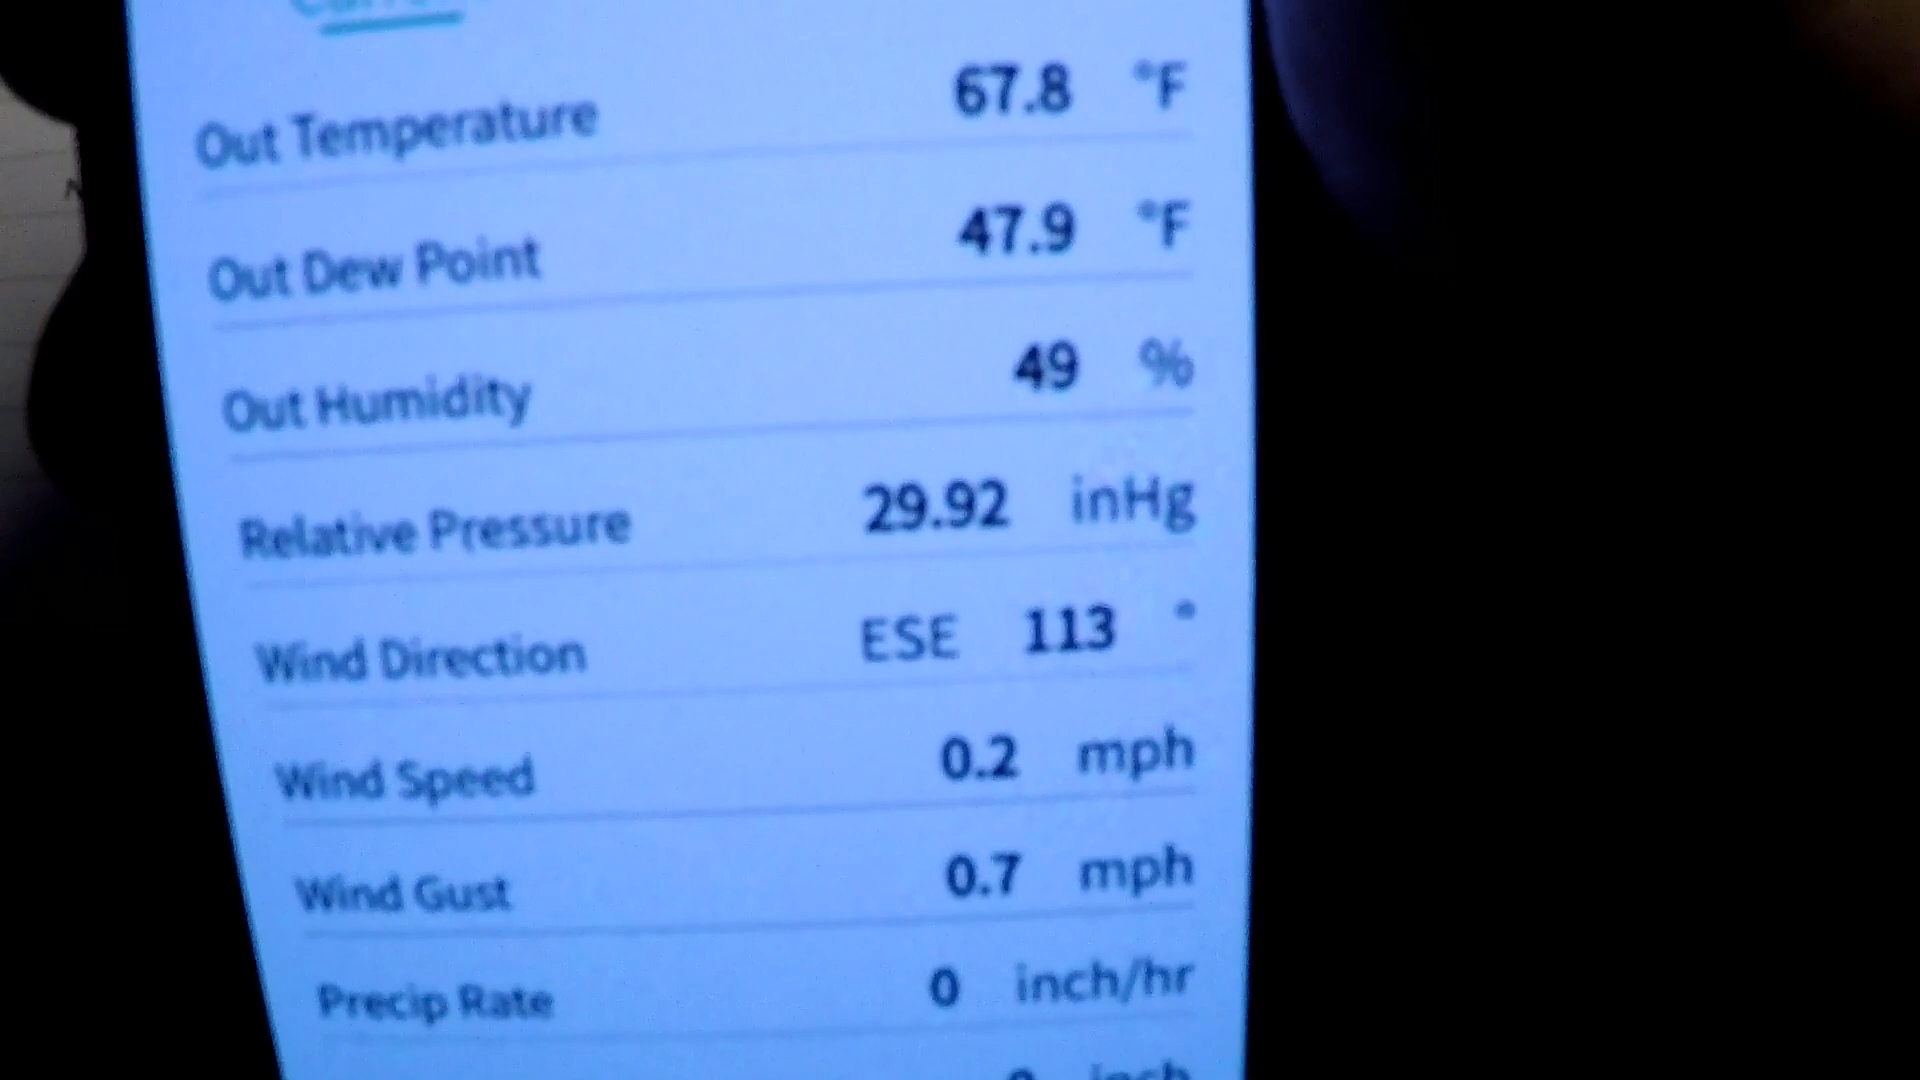 Out Temperature 67.8 °F
Out Dew Point 47.9 °F
Out Humidity 49 %
Relative Pressure 29.92 inHg
Wind Direction ESE 113 °
Wind Speed 0.2 mph
Wind Gust 0.7 mph
Precip Rate 0 inch/hr
inch